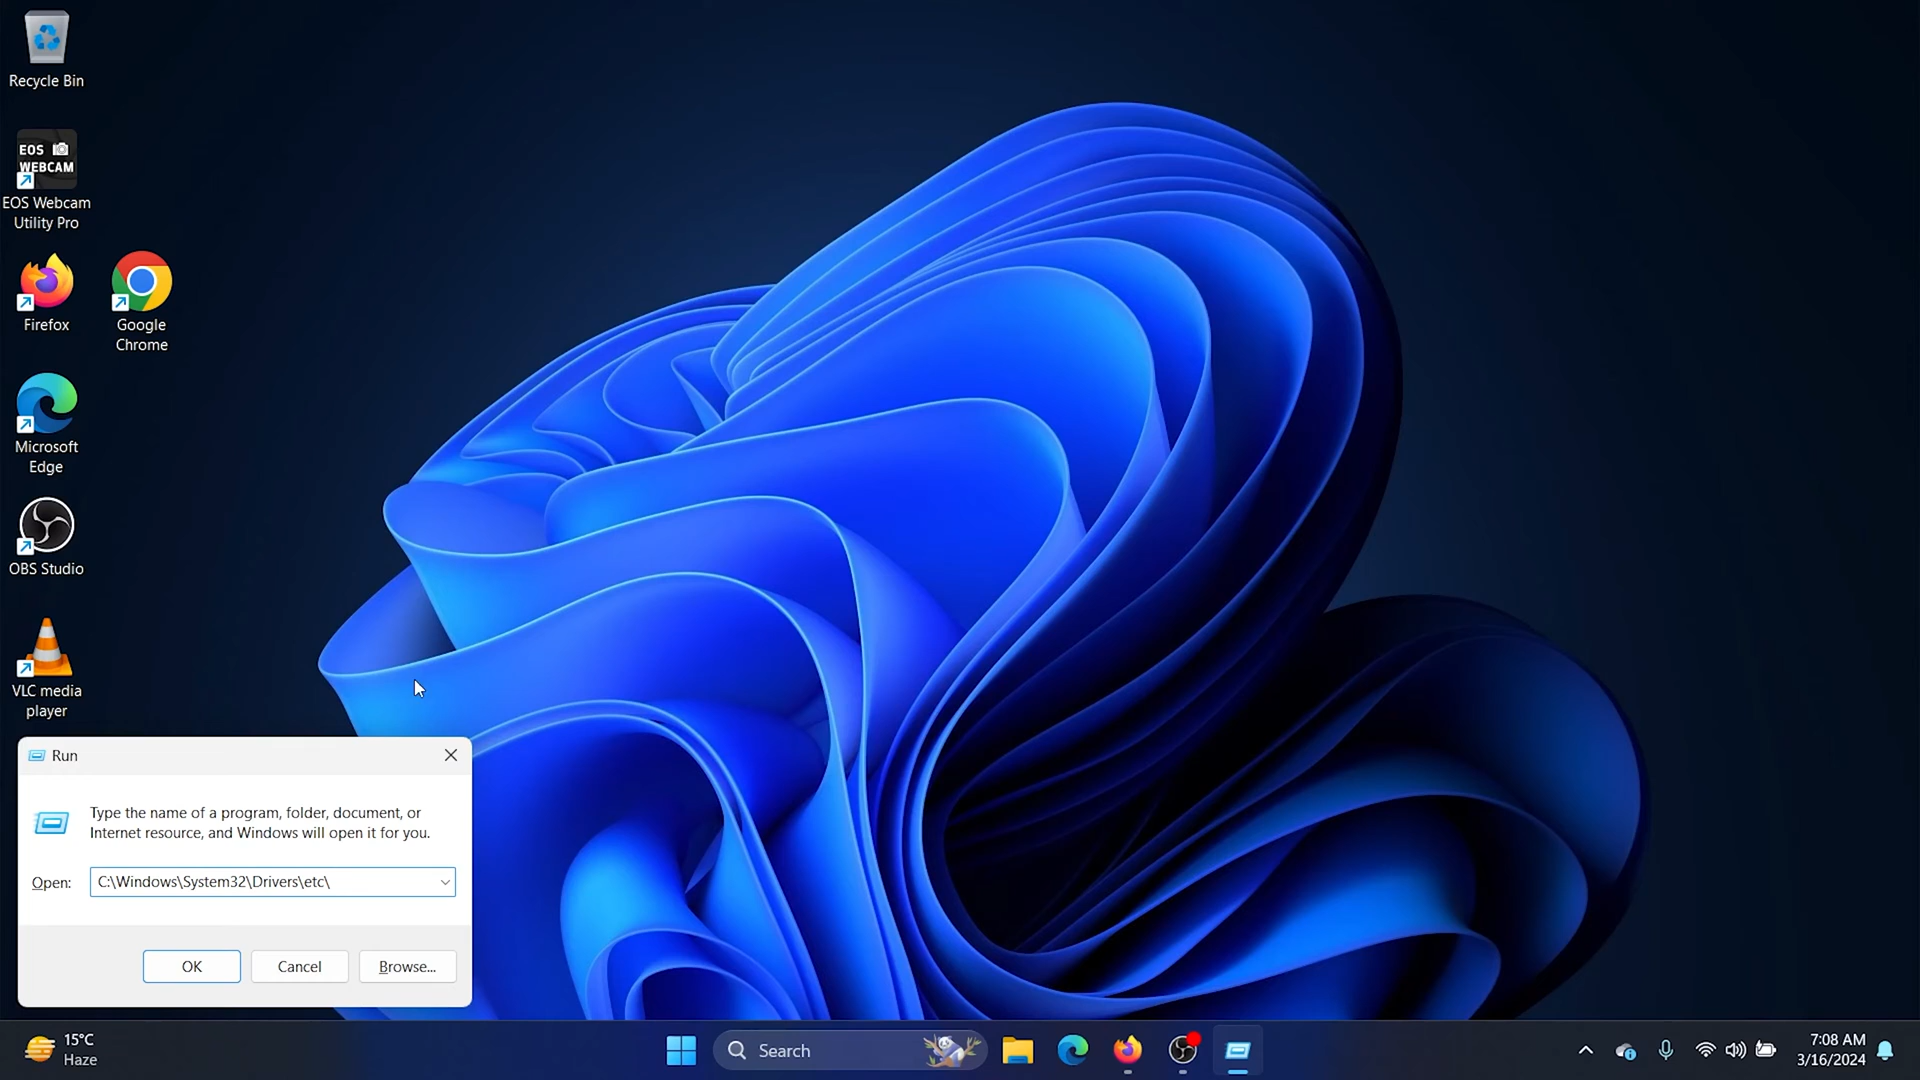 Recycle Bin
EOS
WEBCAM
EOS Webcam
Utility Pro
Firefox
Google
Chrome
Microsoft
Edge
OBS Studio
VLC media
player
Run
Type the name of a program, folder, document, or
Internet resource, and Windows will open it for you.
Open:
C:\Windows\System32\Drivers\etc\
OK
Cancel
Browse...
15°C
Haze
Search
7:08 AM
3/16/2024